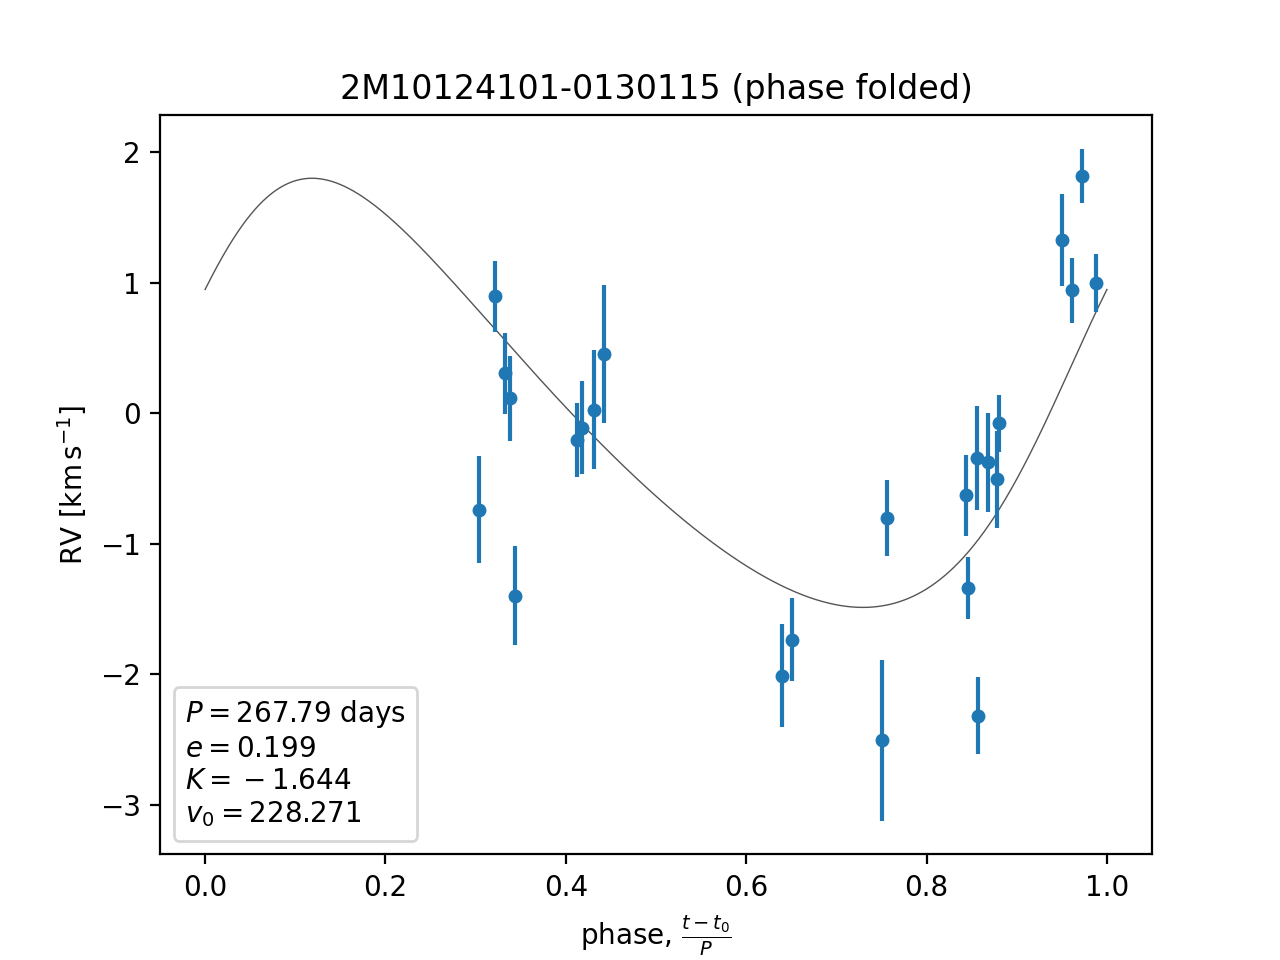 2M10124101-0130115 (phase folded)
RV [km s⁻¹]
2
1
0
−1
−2
−3
P = 267.79 days
e = 0.199
K = −1.644
v₀ = 228.271
0.0 0.2 0.4 0.6 0.8 1.0
phase, (t − t₀)/P